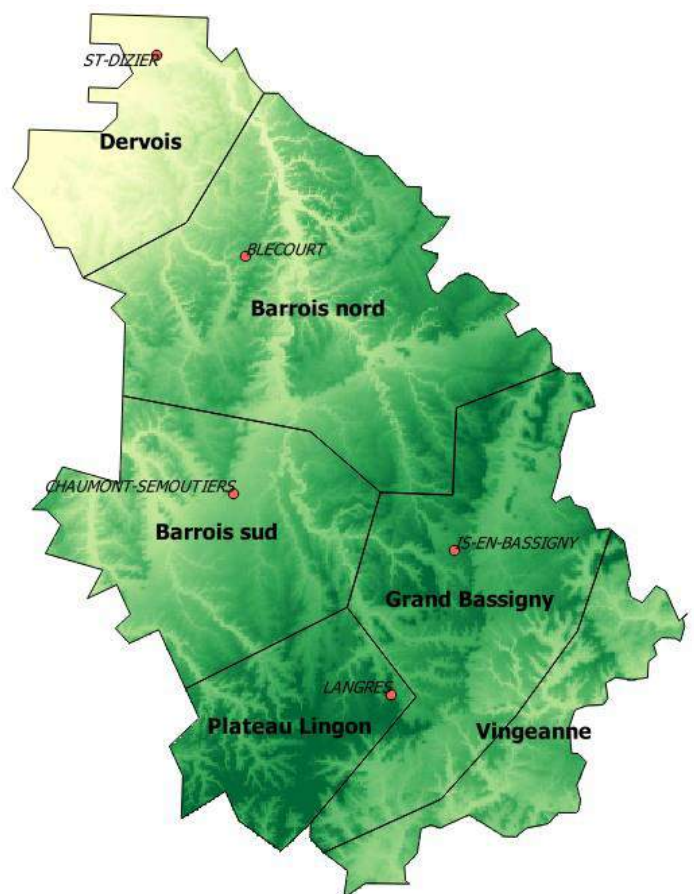 ST-DIZIER
Dervois
BLECOURT
Barrois nord
CHAUMONT-SEMOUTIERS
Barrois sud
IS-EN-BASSIGNY
Grand Bassigny
LANGRES
Plateau Lingon
Vingeanne